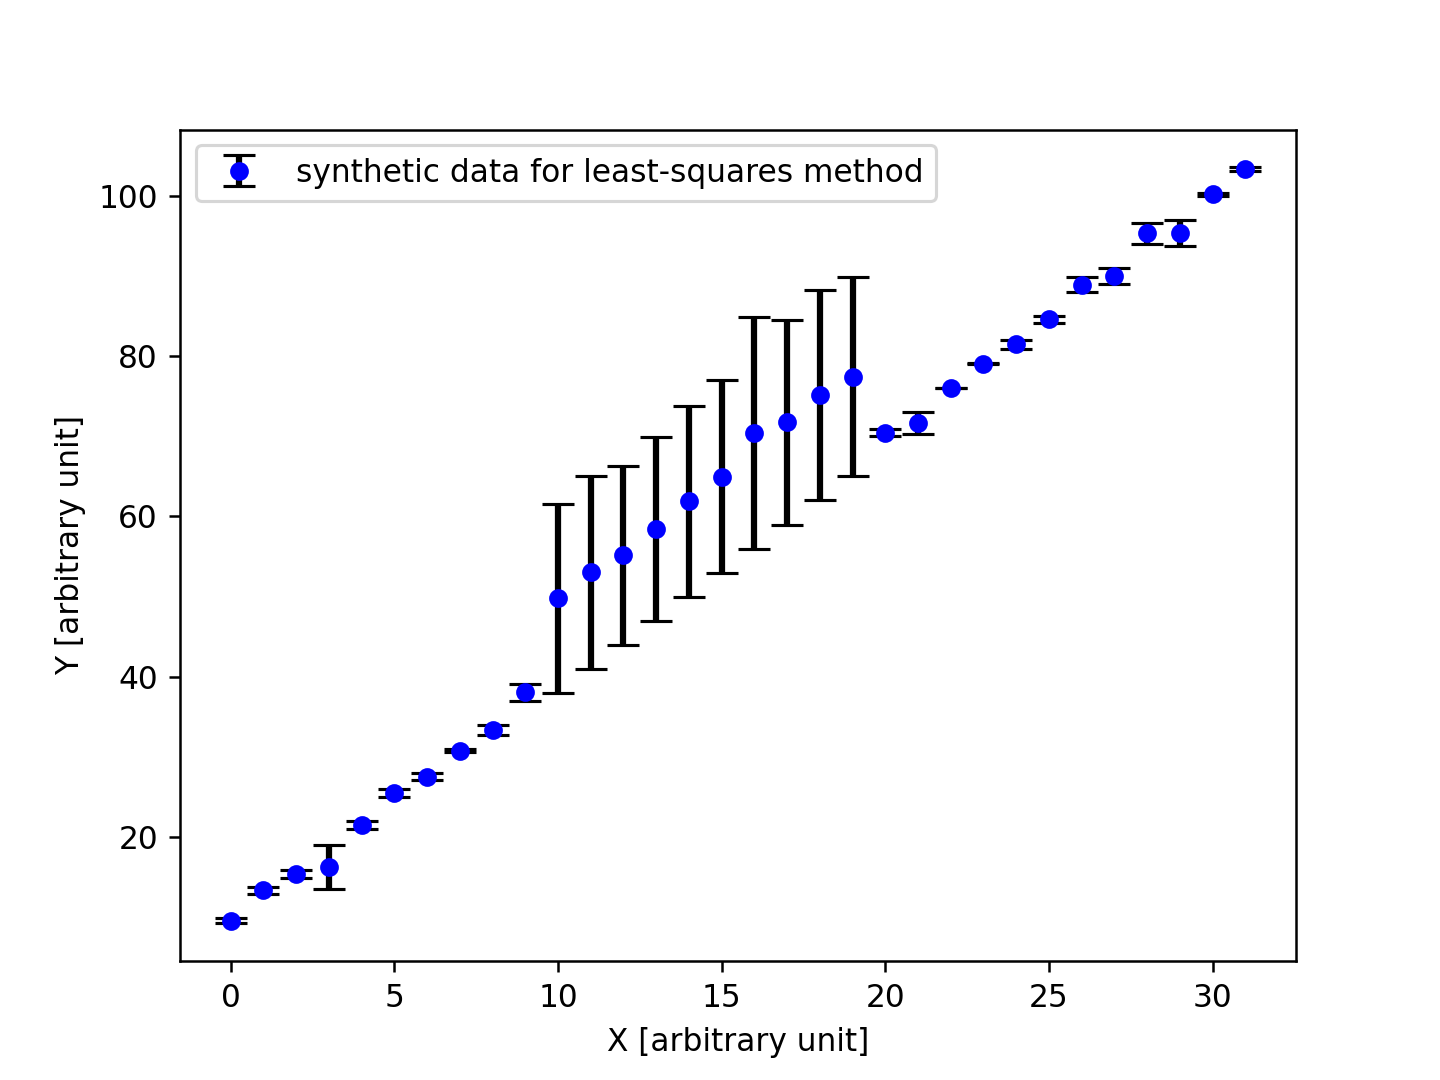 synthetic data for least-squares method
100
80
60
40
20
Y [arbitrary unit]
0 5 10 15 20 25 30
X [arbitrary unit]